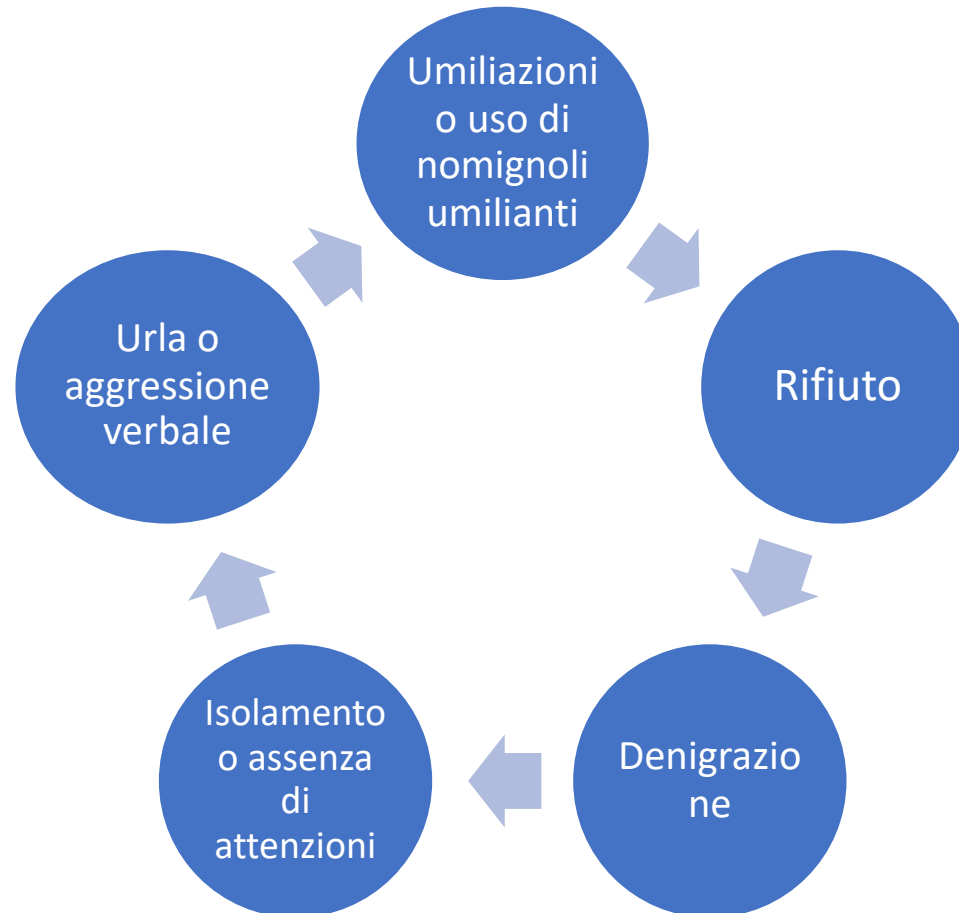 Umiliazioni
o uso di
nomignoli
umilianti
Rifiuto
Denigrazio
ne
Isolamento
o assenza
di
attenzioni
Urla o
aggressione
verbale